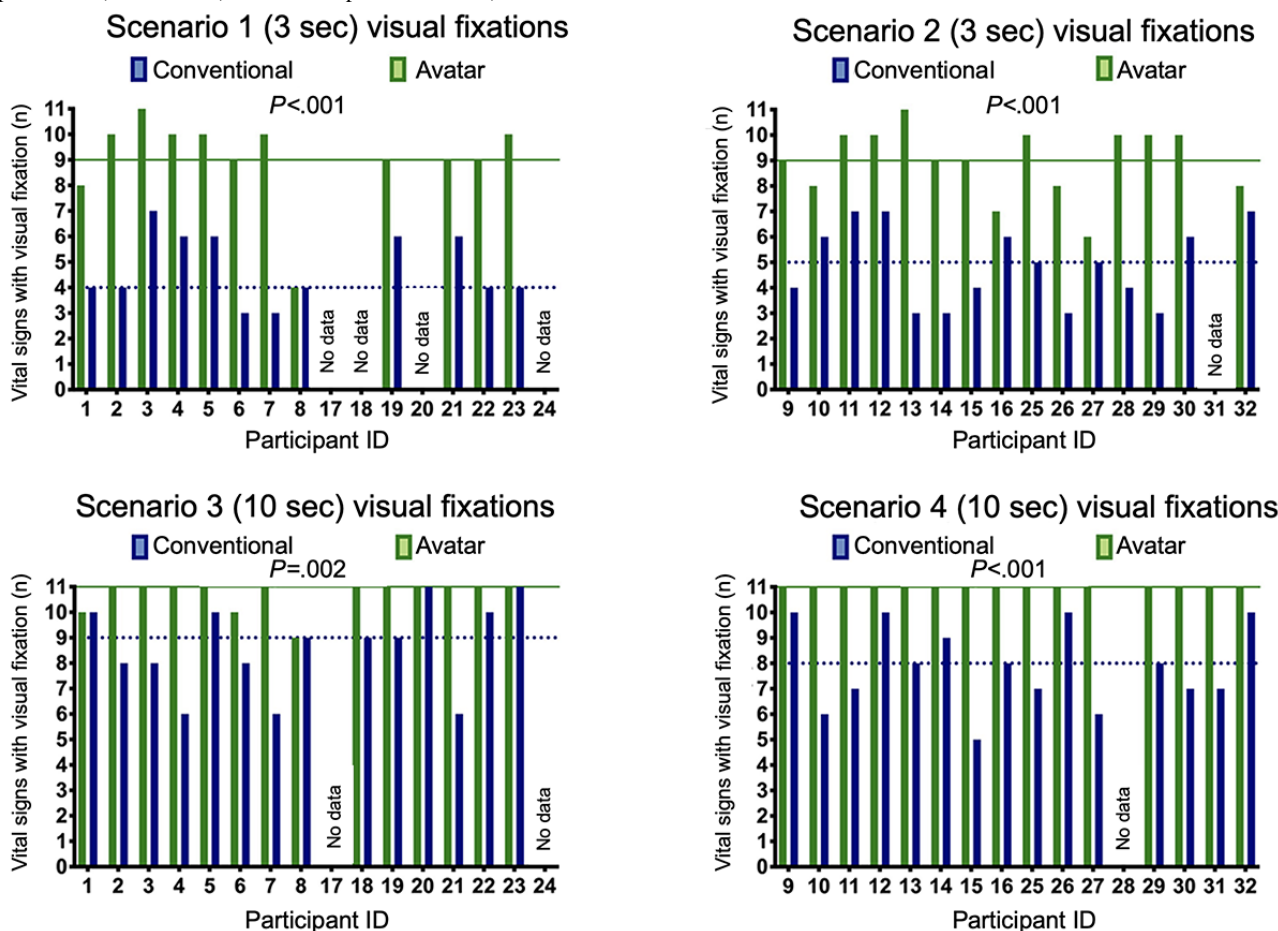 Scenario 1 (3 sec) visual fixations
Conventional
Avatar
P<.001
Vital signs with visual fixation (n)
11
10
9
8
7
6
5
4
3
2
1
0
No data
No data
No data
No data
1 2 3 4 5 6 7 8 17 18 19 20 21 22 23 24
Participant ID
Scenario 2 (3 sec) visual fixations
Conventional
Avatar
P<.001
Vital signs with visual fixation (n)
11
10
9
8
7
6
5
4
3
2
1
0
No data
9 10 11 12 13 14 15 16 25 26 27 28 29 30 31 32
Participant ID
Scenario 3 (10 sec) visual fixations
Conventional
Avatar
P=.002
Vital signs with visual fixation (n)
11
10
9
8
7
6
5
4
3
2
1
0
No data
No data
1 2 3 4 5 6 7 8 17 18 19 20 21 22 23 24
Participant ID
Scenario 4 (10 sec) visual fixations
Conventional
Avatar
P<.001
Vital signs with visual fixation (n)
11
10
9
8
7
6
5
4
3
2
1
0
No data
9 10 11 12 13 14 15 16 25 26 27 28 29 30 31 32
Participant ID